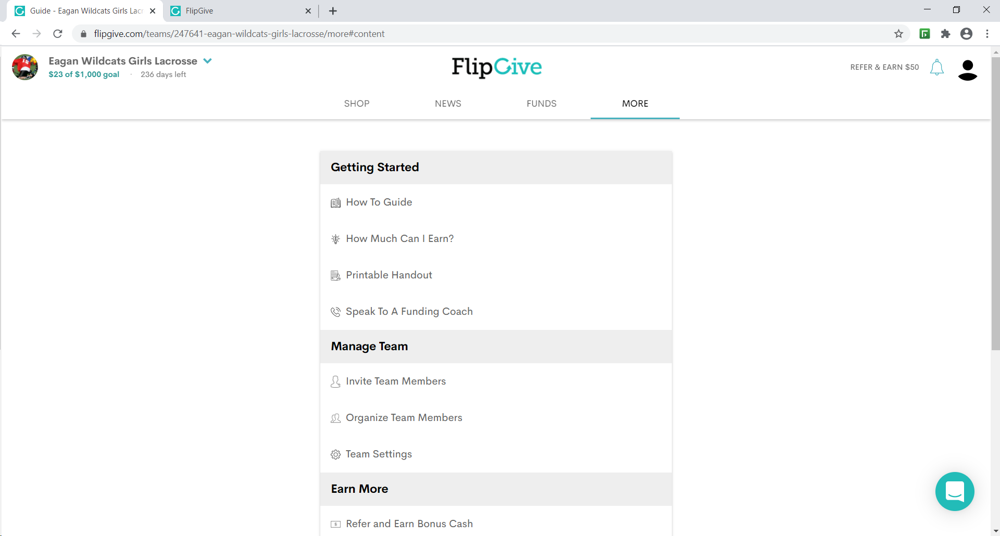 Guide - Eagan Wildcats Girls Lacr
FlipGive
flipgive.com/teams/247641-eagan-wildcats-girls-lacrosse/more#content
Eagan Wildcats Girls Lacrosse
$23 of $1,000 goal · 236 days left
FlipGive
REFER & EARN $50
SHOP NEWS FUNDS MORE
Getting Started
How To Guide
How Much Can I Earn?
Printable Handout
Speak To A Funding Coach
Manage Team
Invite Team Members
Organize Team Members
Team Settings
Earn More
Refer and Earn Bonus Cash